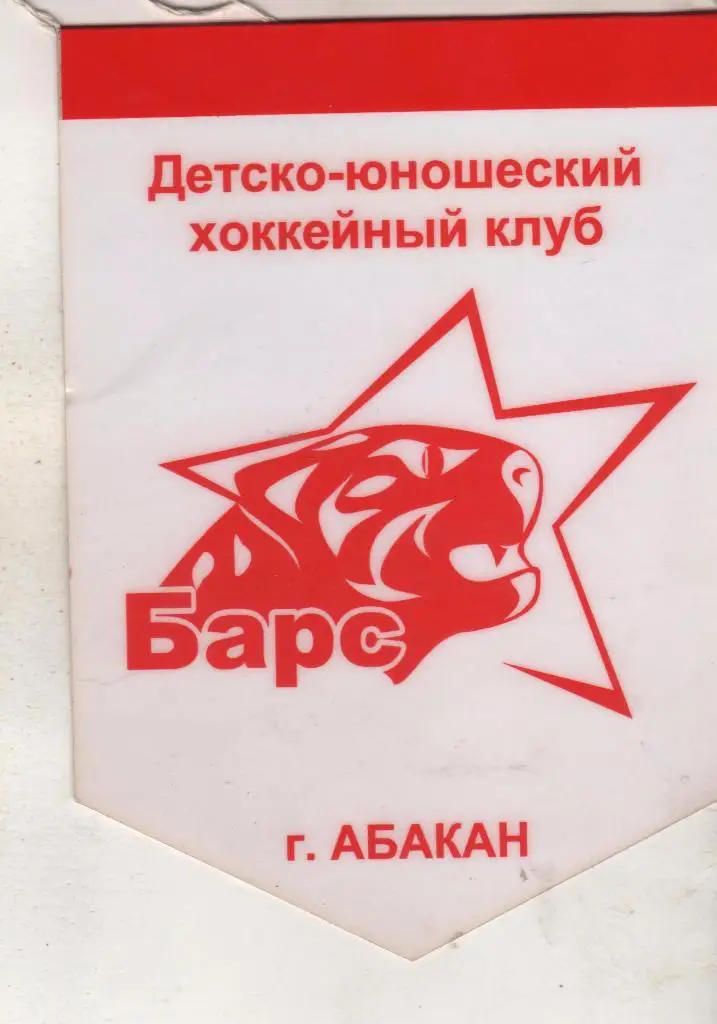 Детско-юношеский
хоккейный клуб
Барс
г. АБАКАН